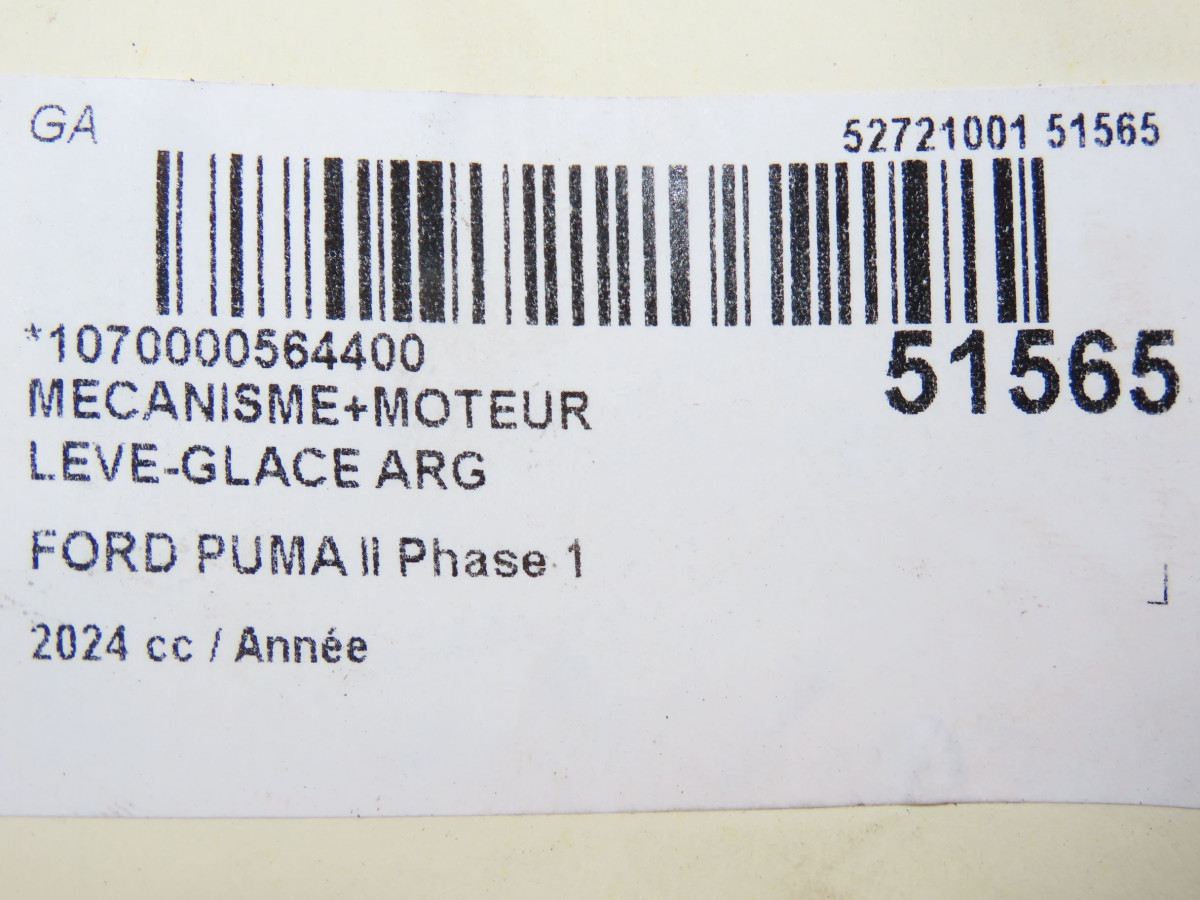 GA
52721001 51565
*1070000564400
51565
MECANISME+MOTEUR
LEVE-GLACE ARG
FORD PUMA II Phase 1
2024 cc / Année